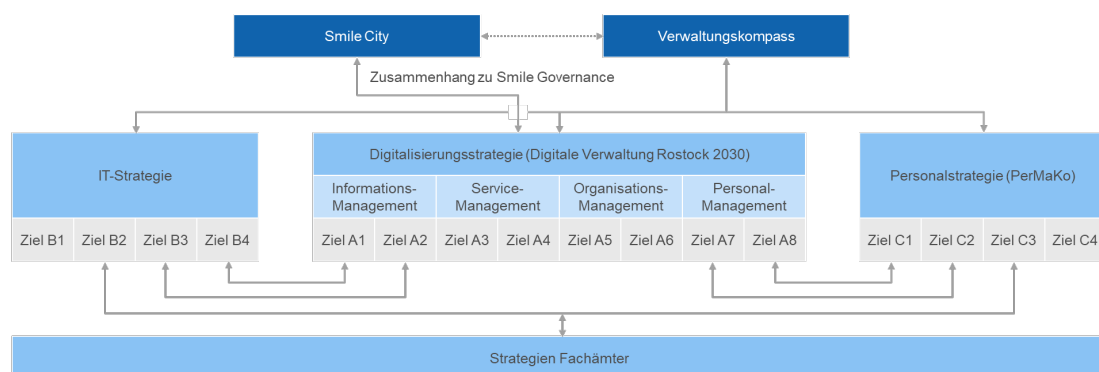 Smile City
Verwaltungskompass
Zusammenhang zu Smile Governance
IT-Strategie
Digitalisierungsstrategie (Digitale Verwaltung Rostock 2030)
Personalstrategie (PerMaKo)
Informations-
Management
Service-
Management
Organisations-
Management
Personal-
Management
Ziel B1 Ziel B2 Ziel B3 Ziel B4
Ziel A1 Ziel A2 Ziel A3 Ziel A4 Ziel A5 Ziel A6 Ziel A7 Ziel A8
Ziel C1 Ziel C2 Ziel C3 Ziel C4
Strategien Fachämter